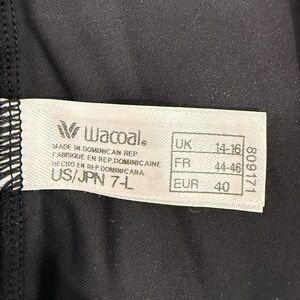 wacoal®
MADE IN DOMINICAN REP.
FABRIQUE EN REP.DOMINICAINE
HECHO EN REP.DOMINICANA
US/JPN 7-L
UK 14-16
FR 44-46
EUR 40
809171